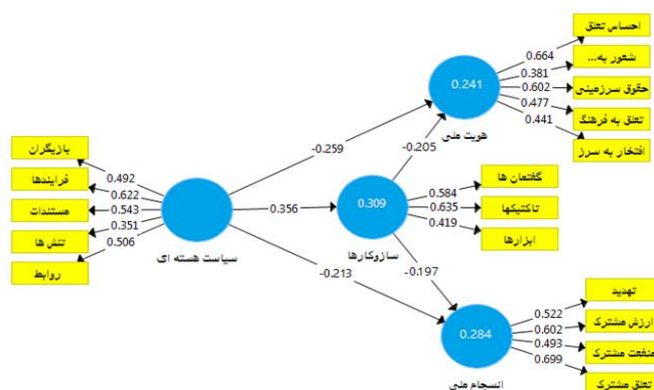 احساس تعلق
شعور به...
حقوق سرزمینی
تعلق به فرهنگ
افتخار به سرز
0.664
0.381
0.602
0.477
0.441
0.241
هویت ملی
-0.259
-0.205
بازیگران
فرایندها
مستندات
تنش ها
روابط
0.492
0.622
0.543
0.351
0.506
سیاست هسته ای
0.356
0.309
سازوکارها
0.584
0.635
0.419
گفتمان ها
تاکتیکها
ابزارها
-0.213
-0.197
0.284
انسجام ملی
0.522
0.602
0.493
0.699
تهدید
ارزش مشترک
منفعت مشترک
تعلق مشترک